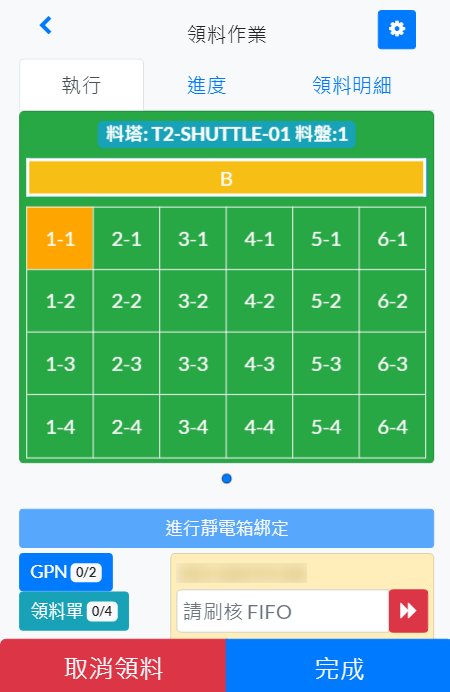 領料作業
執行 進度 領料明細
料塔: T2-SHUTTLE-01 料盤:1
B
1-1 2-1 3-1 4-1 5-1 6-1
1-2 2-2 3-2 4-2 5-2 6-2
1-3 2-3 3-3 4-3 5-3 6-3
1-4 2-4 3-4 4-4 5-4 6-4
進行靜電箱綁定
GPN 0/2
領料單 0/4
請刷核 FIFO
取消領料 完成